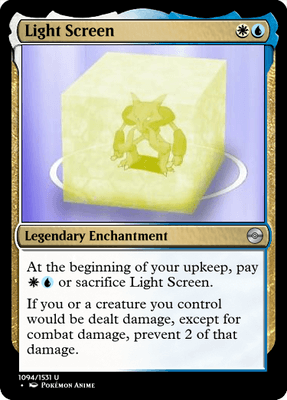 Light Screen
Legendary Enchantment
At the beginning of your upkeep, pay
or sacrifice Light Screen.
If you or a creature you control
would be dealt damage, except for
combat damage, prevent 2 of that
damage.
1094/1531 U
• Pokémon Anime